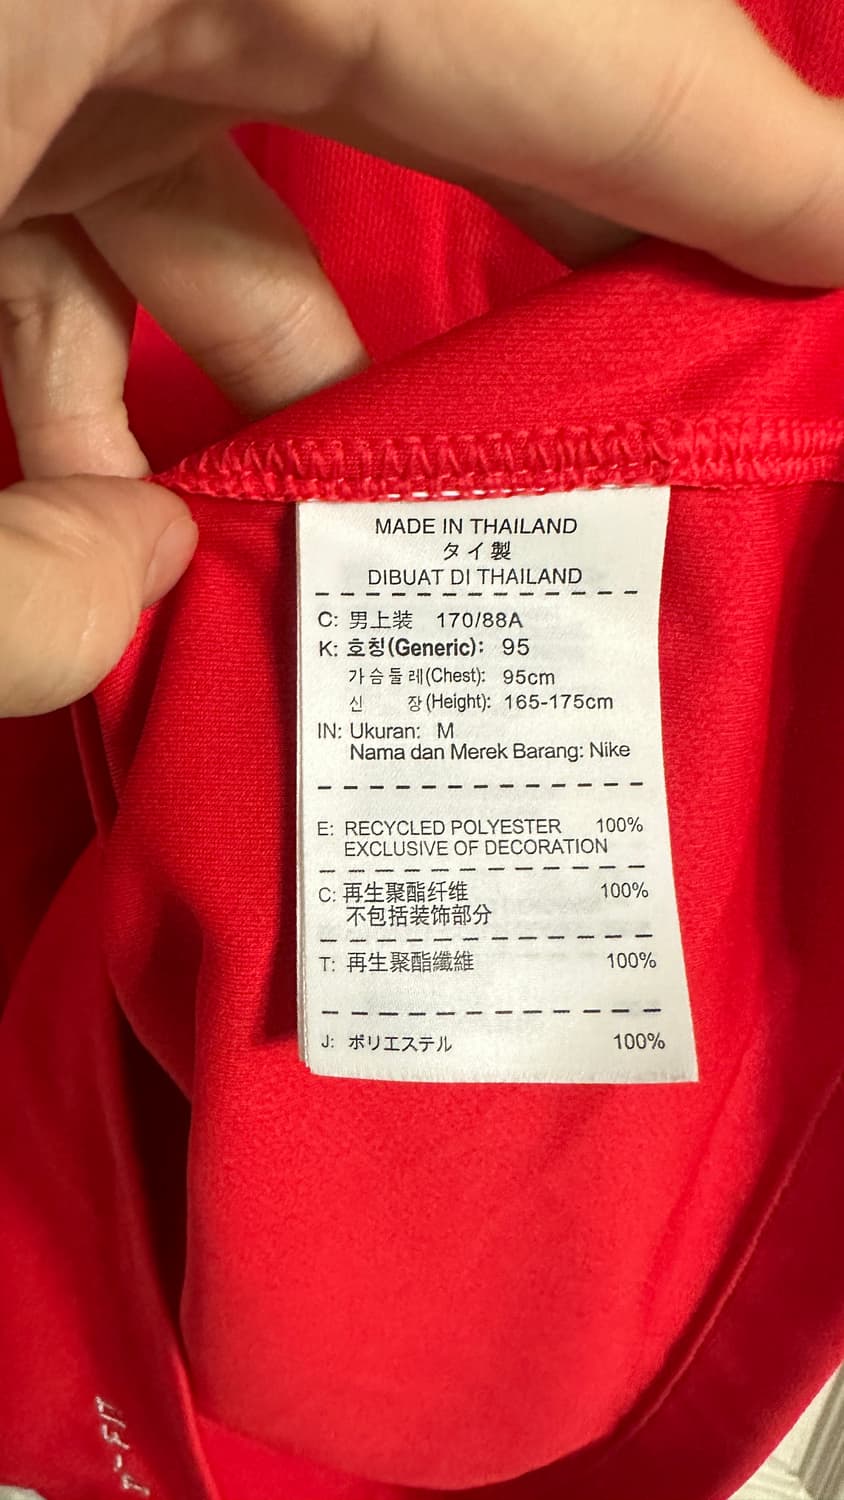 MADE IN THAILAND
タイ製
DIBUAT DI THAILAND
C: 男上装 170/88A
K: 호칭(Generic): 95
가슴둘레(Chest): 95cm
신 장(Height): 165-175cm
IN: Ukuran: M
Nama dan Merek Barang: Nike
E: RECYCLED POLYESTER 100%
EXCLUSIVE OF DECORATION
C: 再生聚酯纤维 100%
不包括装饰部分
T: 再生聚酯纖維 100%
J: ポリエステル 100%